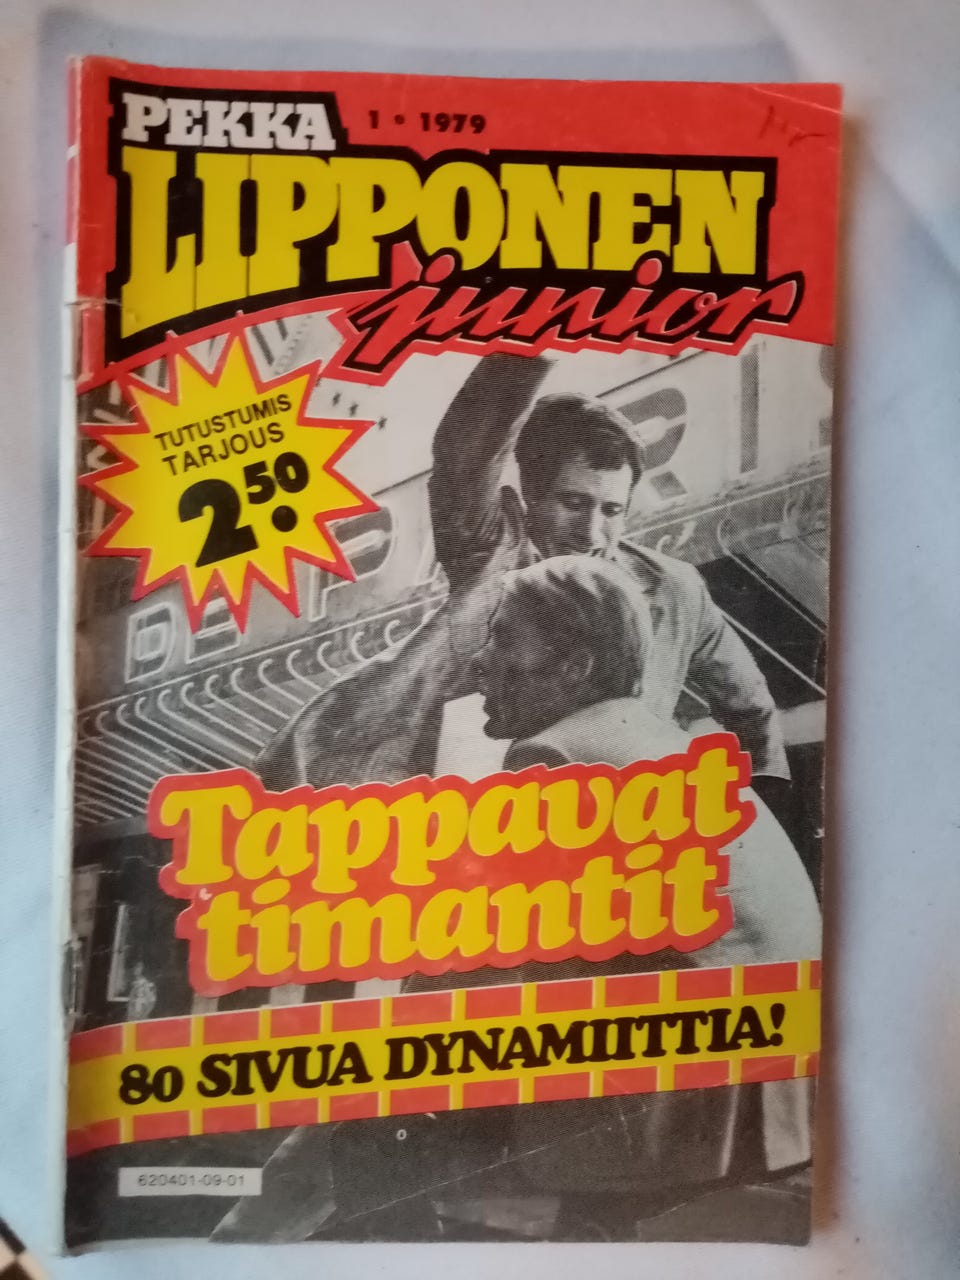 PEKKA
1 • 1979
LIPPONEN
junior
TUTUSTUMIS
TARJOUS
2.50
Tappavat
timantit
80 SIVUA DYNAMIITTIA!
620401-09-01